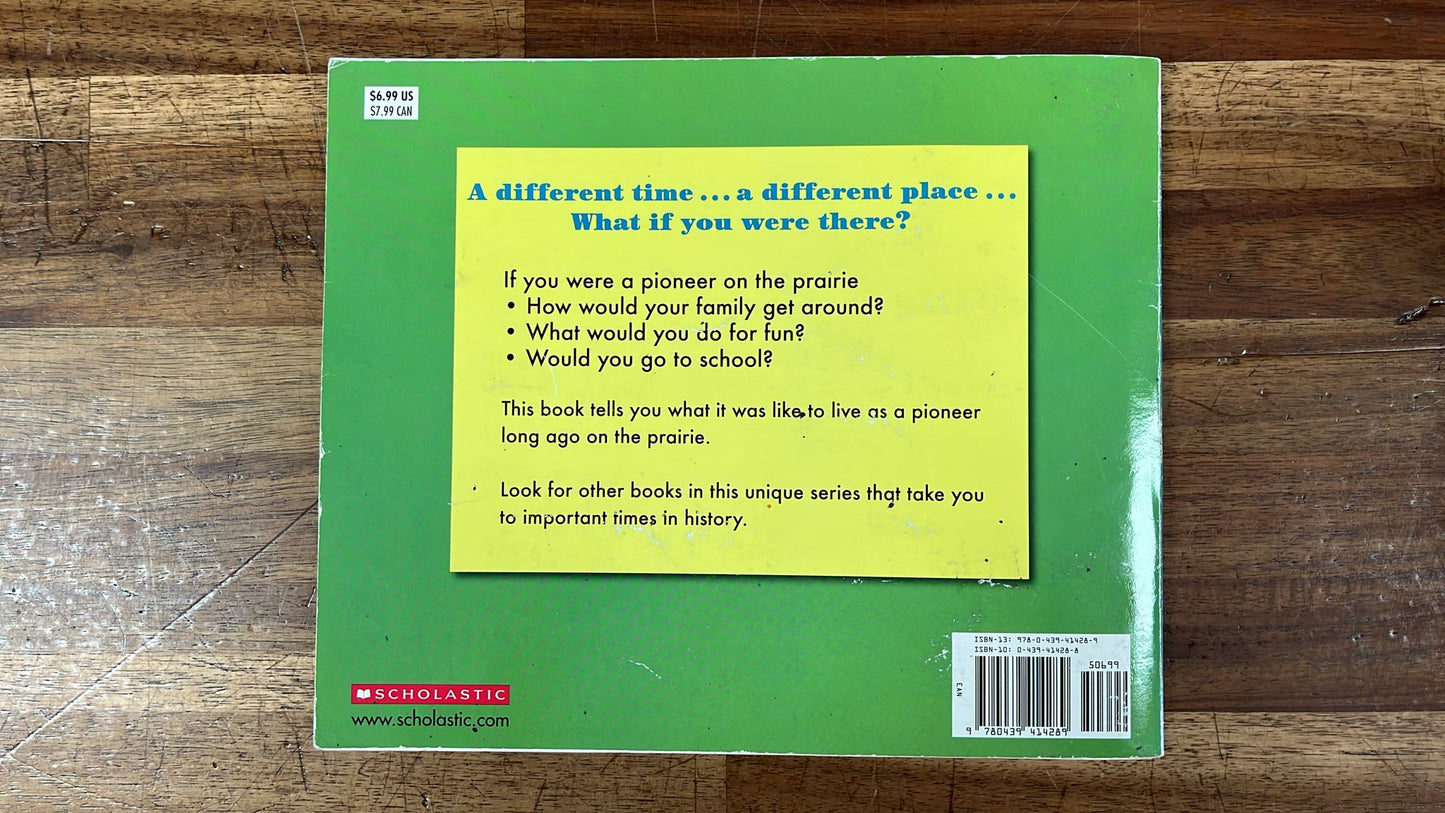 $6.99 US
$7.99 CAN
A different time ... a different place ...
What if you were there?
If you were a pioneer on the prairie
• How would your family get around?
• What would you do for fun?
• Would you go to school?
This book tells you what it was like to live as a pioneer
long ago on the prairie.
Look for other books in this unique series that take you
to important times in history.
SCHOLASTIC
www.scholastic.com
ISBN-13: 978-0-439-41428-9
ISBN-10: 0-439-41428-8
50699
EAN
9 780439 414289